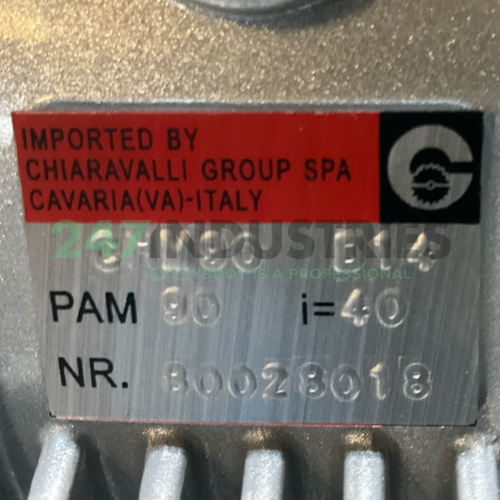 IMPORTED BY
CHIARAVALLI GROUP SPA
CAVARIA(VA)-ITALY
247 INDUSTRIES
B14
PAM 90 i=40
NR. 80028018